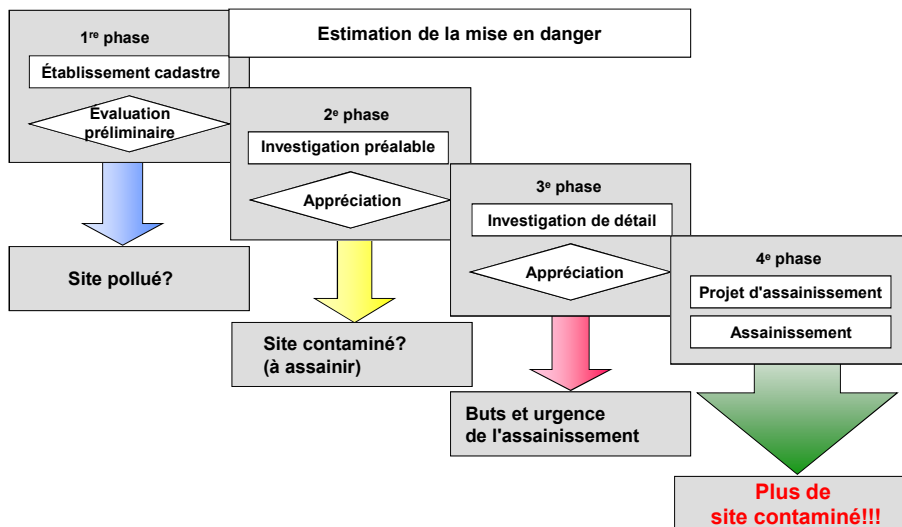 Estimation de la mise en danger
1re phase
Établissement cadastre
Évaluation
préliminaire
Site pollué?
2e phase
Investigation préalable
Appréciation
Site contaminé?
(à assainir)
3e phase
Investigation de détail
Appréciation
Buts et urgence
de l'assainissement
4e phase
Projet d'assainissement
Assainissement
Plus de
site contaminé!!!